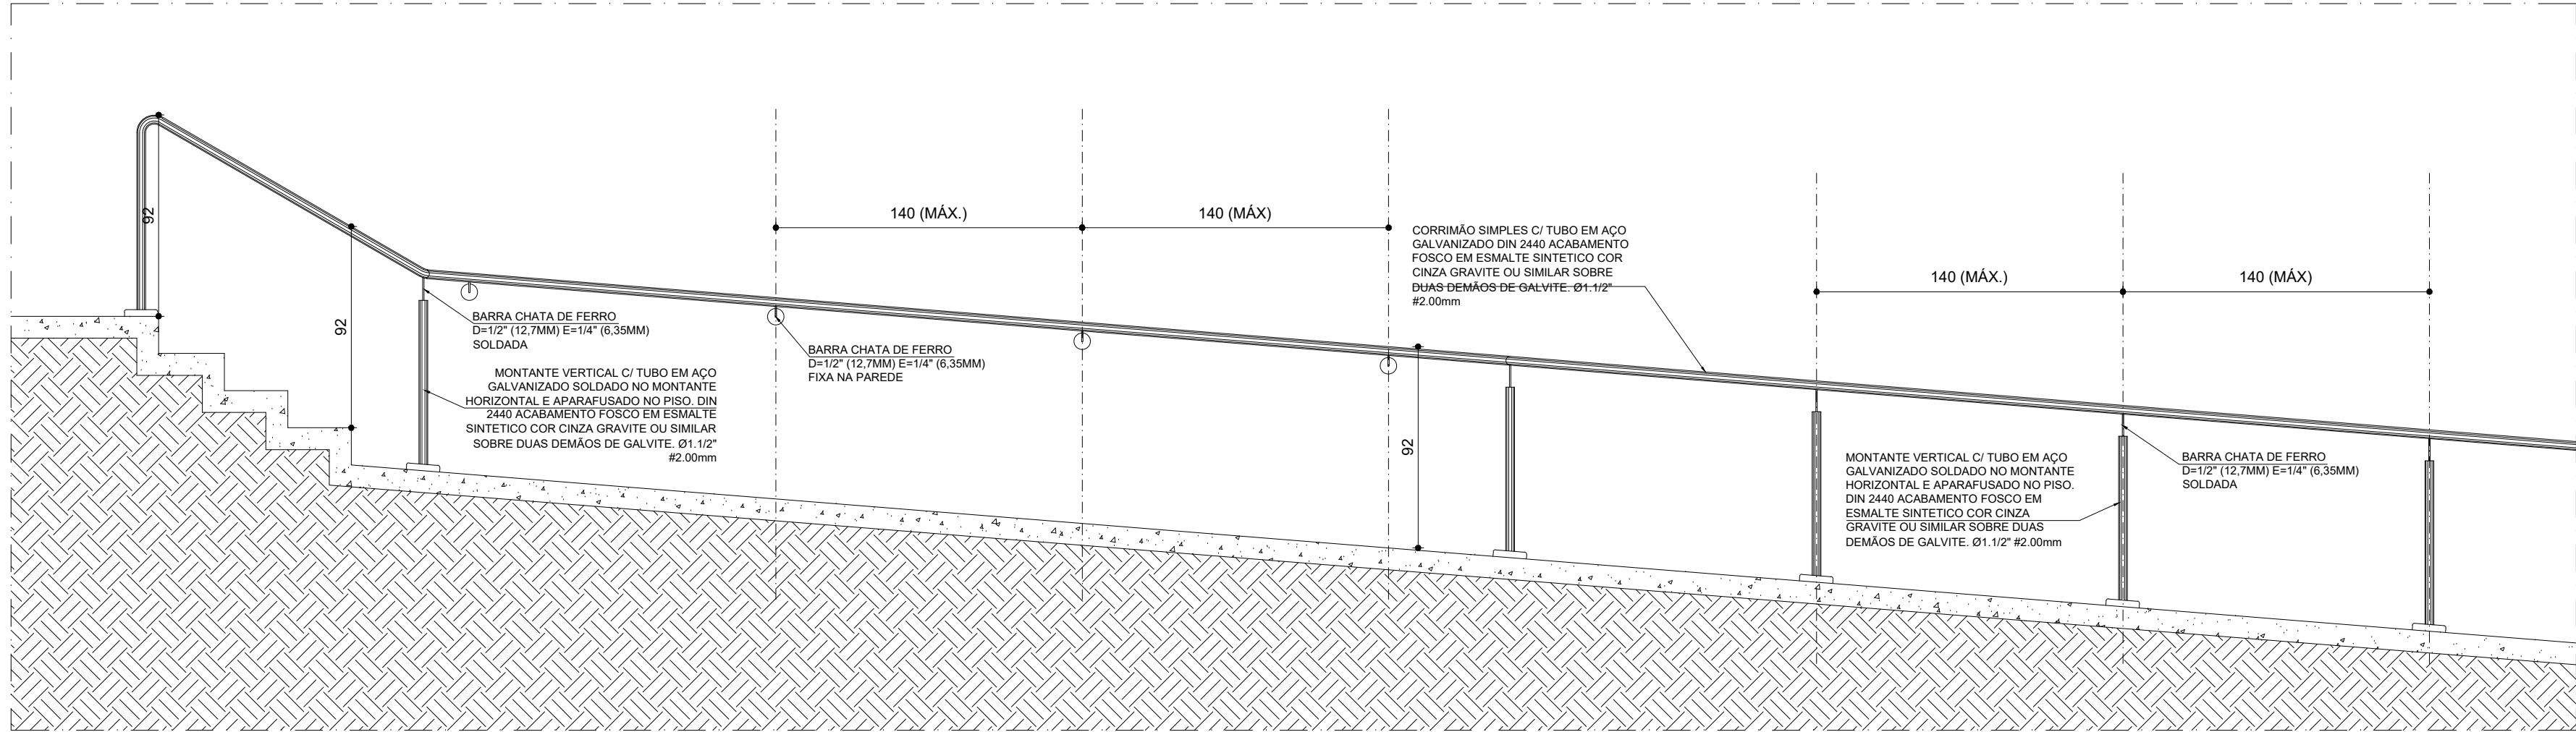 92
92
140 (MÁX.)
140 (MÁX)
CORRIMÃO SIMPLES C/ TUBO EM AÇO
GALVANIZADO DIN 2440 ACABAMENTO
FOSCO EM ESMALTE SINTETICO COR
CINZA GRAVITE OU SIMILAR SOBRE
DUAS DEMÃOS DE GALVITE. Ø1.1/2"
#2.00mm
140 (MÁX.)
140 (MÁX)
BARRA CHATA DE FERRO
D=1/2" (12,7MM) E=1/4" (6,35MM)
SOLDADA
BARRA CHATA DE FERRO
D=1/2" (12,7MM) E=1/4" (6,35MM)
FIXA NA PAREDE
MONTANTE VERTICAL C/ TUBO EM AÇO
GALVANIZADO SOLDADO NO MONTANTE
HORIZONTAL E APARAFUSADO NO PISO. DIN
2440 ACABAMENTO FOSCO EM ESMALTE
SINTETICO COR CINZA GRAVITE OU SIMILAR
SOBRE DUAS DEMÃOS DE GALVITE. Ø1.1/2"
#2.00mm
92
MONTANTE VERTICAL C/ TUBO EM AÇO
GALVANIZADO SOLDADO NO MONTANTE
HORIZONTAL E APARAFUSADO NO PISO.
DIN 2440 ACABAMENTO FOSCO EM
ESMALTE SINTETICO COR CINZA
GRAVITE OU SIMILAR SOBRE DUAS
DEMÃOS DE GALVITE. Ø1.1/2" #2.00mm
BARRA CHATA DE FERRO
D=1/2" (12,7MM) E=1/4" (6,35MM)
SOLDADA